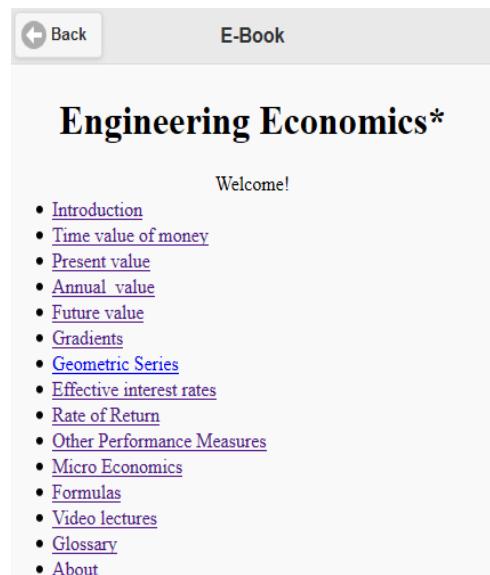 Back
E-Book
Engineering Economics*
Welcome!
Introduction
Time value of money
Present value
Annual value
Future value
Gradients
Geometric Series
Effective interest rates
Rate of Return
Other Performance Measures
Micro Economics
Formulas
Video lectures
Glossary
About